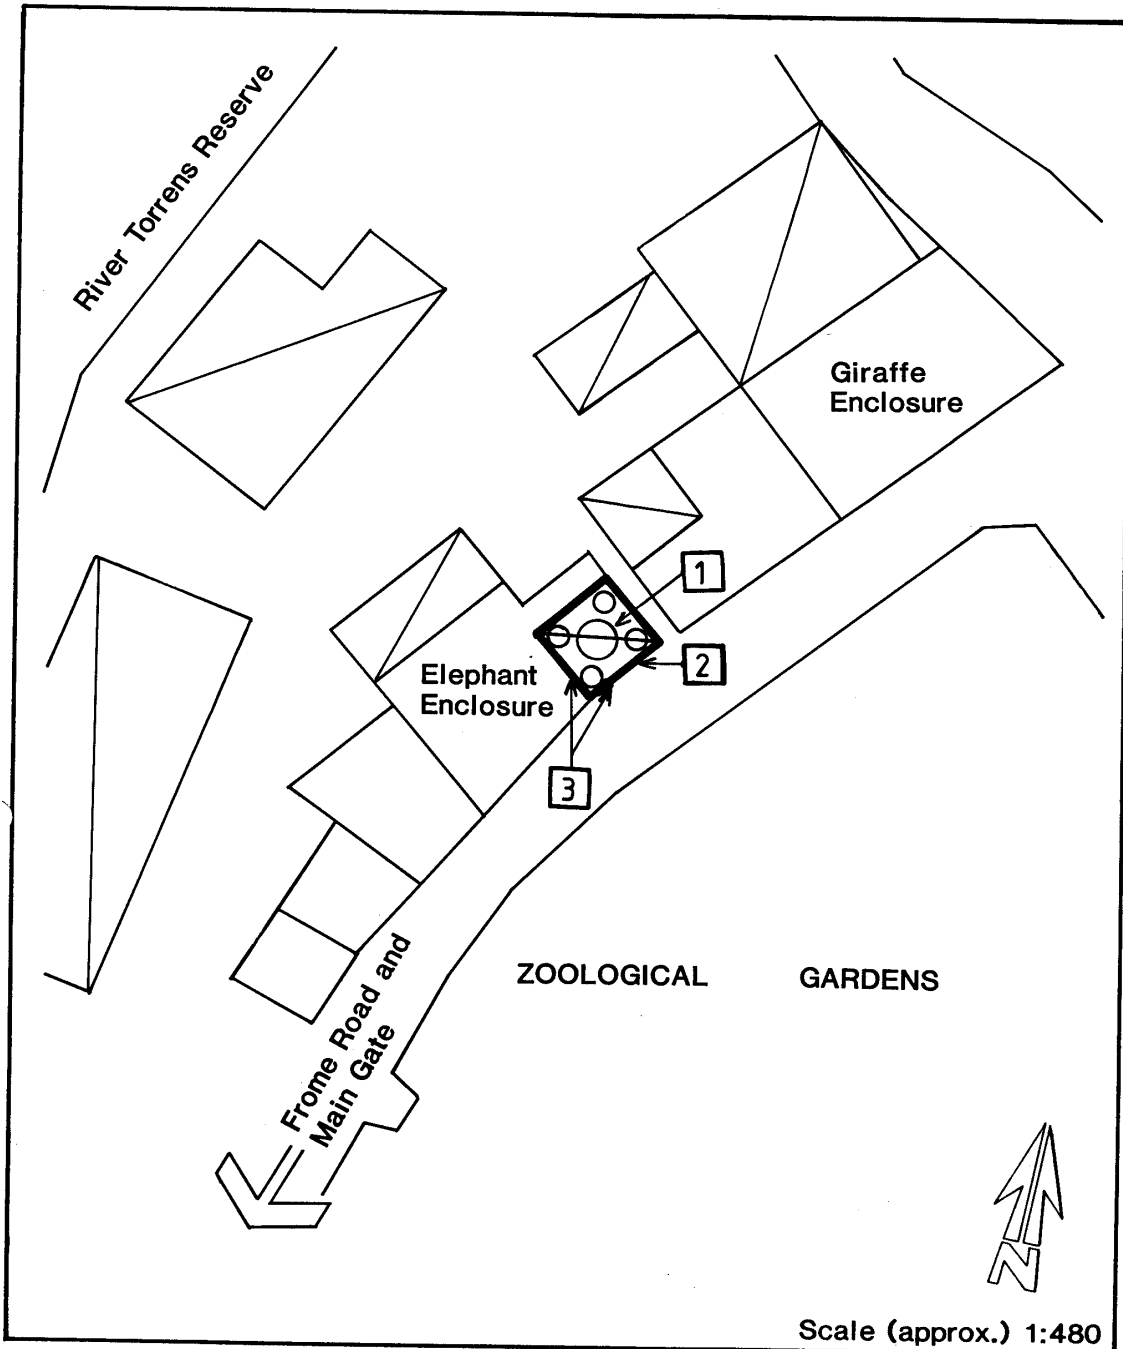 River Torrens Reserve
Giraffe
Enclosure
1
2
Elephant
Enclosure
3
ZOOLOGICAL GARDENS
Frome Road and
Main Gate
N
Scale (approx.) 1:480